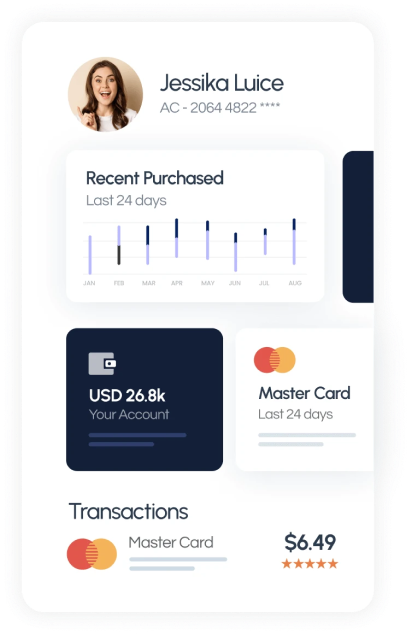 Jessika Luice
AC - 2064 4822 ****
Recent Purchased
Last 24 days
JAN FEB MAR APR MAY JUN JUL AUG
USD 26.8k
Your Account
Master Card
Last 24 days
Transactions
Master Card
$6.49